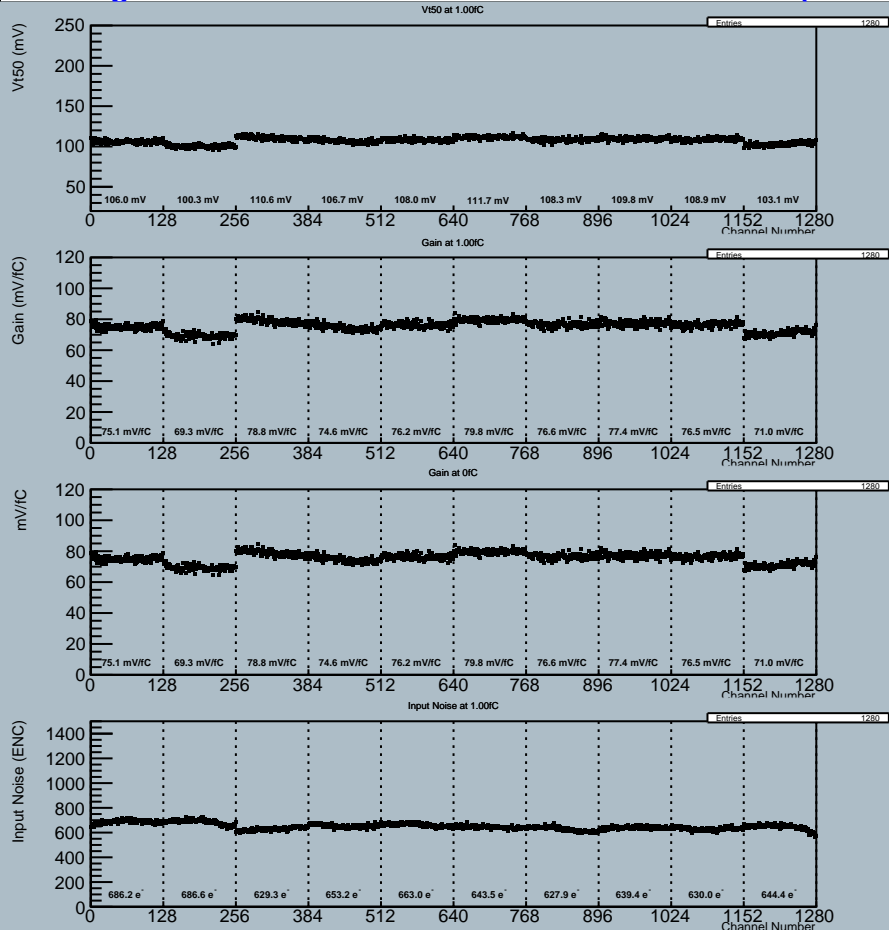 Vt50 at 1.00fC
Entries 1280
Vt50 (mV)
250
200
150
100
50
106.0 mV 100.3 mV 110.6 mV 106.7 mV 108.0 mV 111.7 mV 108.3 mV 109.8 mV 108.9 mV 103.1 mV
0 128 256 384 512 640 768 896 1024 1152 1280
Channel Number
Gain at 1.00fC
Entries 1280
Gain (mV/fC)
120
100
80
60
40
20
0
75.1 mV/fC 69.3 mV/fC 78.8 mV/fC 74.6 mV/fC 76.2 mV/fC 79.8 mV/fC 76.6 mV/fC 77.4 mV/fC 76.5 mV/fC 71.0 mV/fC
0 128 256 384 512 640 768 896 1024 1152 1280
Channel Number
Gain at 0fC
Entries 1280
mV/fC
120
100
80
60
40
20
0
75.1 mV/fC 69.3 mV/fC 78.8 mV/fC 74.6 mV/fC 76.2 mV/fC 79.8 mV/fC 76.6 mV/fC 77.4 mV/fC 76.5 mV/fC 71.0 mV/fC
0 128 256 384 512 640 768 896 1024 1152 1280
Channel Number
Input Noise at 1.00fC
Entries 1280
Input Noise (ENC)
1400
1200
1000
800
600
400
200
0
686.2 e⁻ 686.6 e⁻ 629.3 e⁻ 653.2 e⁻ 663.0 e⁻ 643.5 e⁻ 627.9 e⁻ 639.4 e⁻ 630.0 e⁻ 644.4 e⁻
0 128 256 384 512 640 768 896 1024 1152 1280
Channel Number